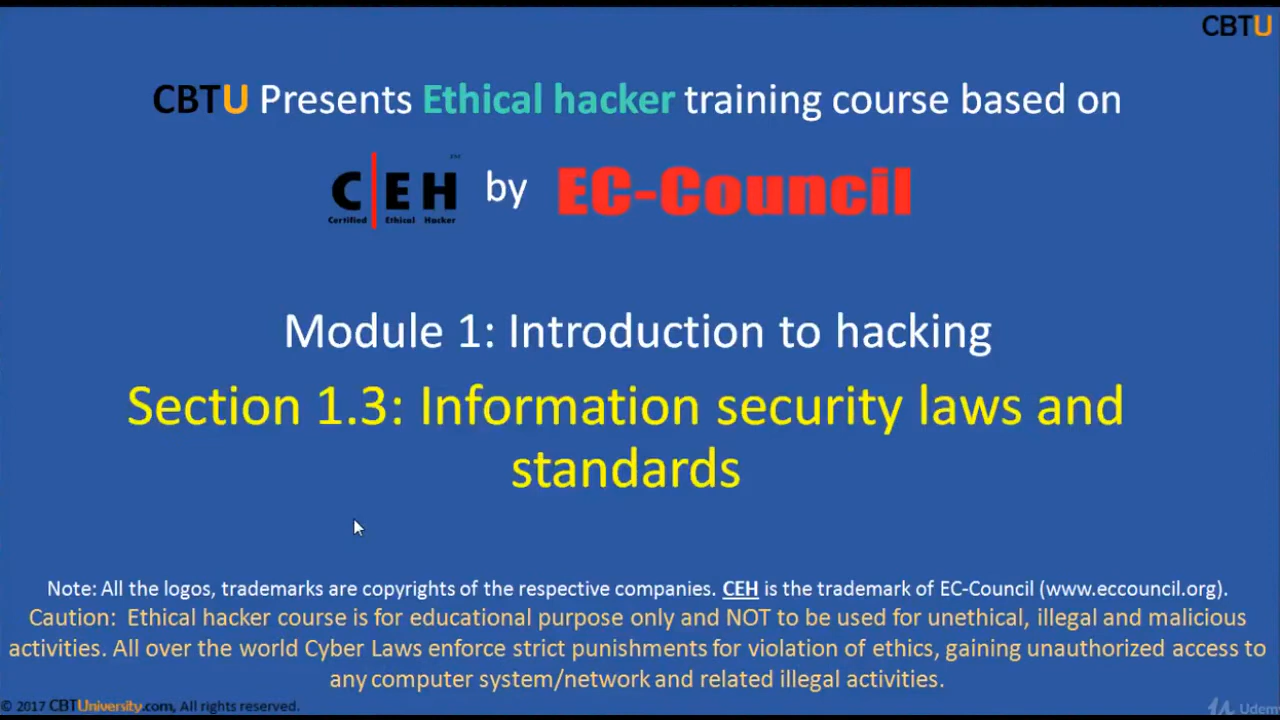 CBTU
CBTU Presents Ethical hacker training course based on
C|EH™ by EC-Council
Certified Ethical Hacker
Module 1: Introduction to hacking
Section 1.3: Information security laws and
standards
Note: All the logos, trademarks are copyrights of the respective companies. CEH is the trademark of EC-Council (www.eccouncil.org).
Caution: Ethical hacker course is for educational purpose only and NOT to be used for unethical, illegal and malicious
activities. All over the world Cyber Laws enforce strict punishments for violation of ethics, gaining unauthorized access to
any computer system/network and related illegal activities.
© 2017 CBTUniversity.com, All rights reserved.